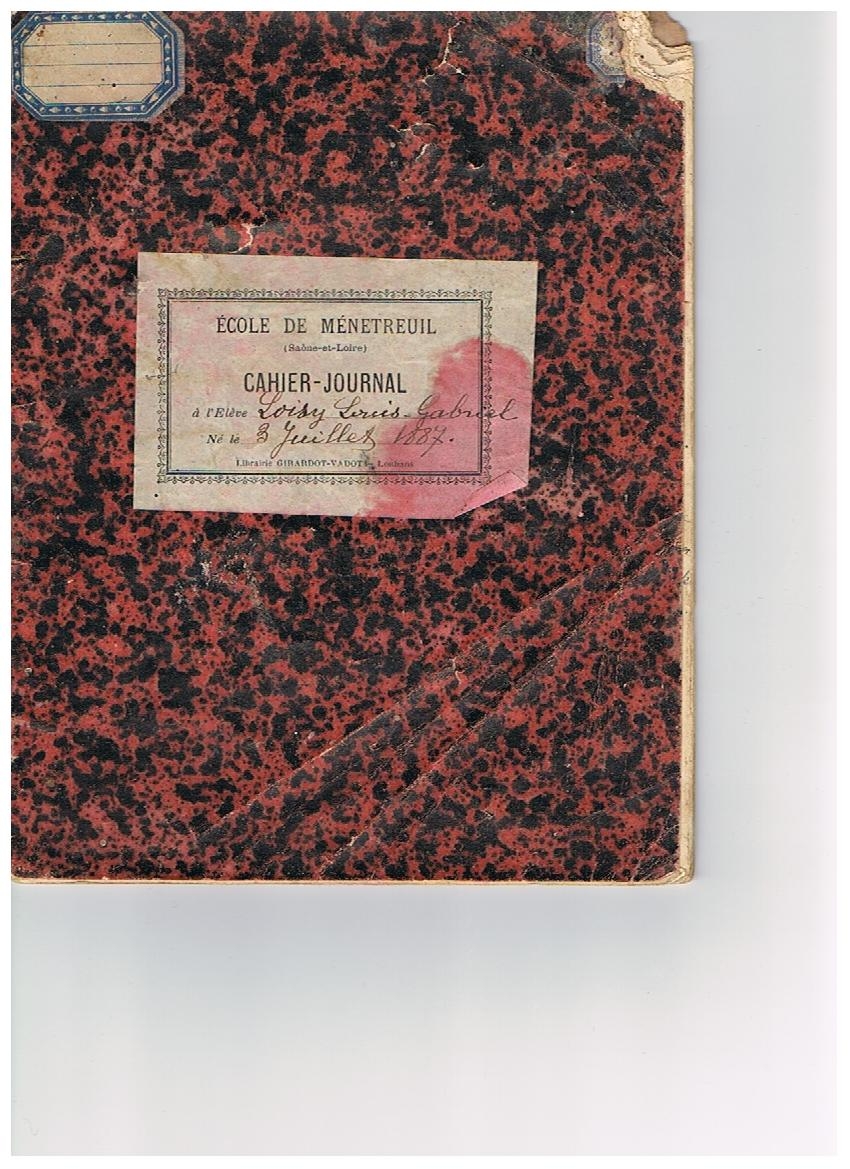 ÉCOLE DE MÉNETREUIL
(Saône-et-Loire)
CAHIER-JOURNAL
à l'Elève Loisy Louis-Gabriel
Né le 3 Juillet 1887.
Librairie GIRARDOT-VADOT, Louhans